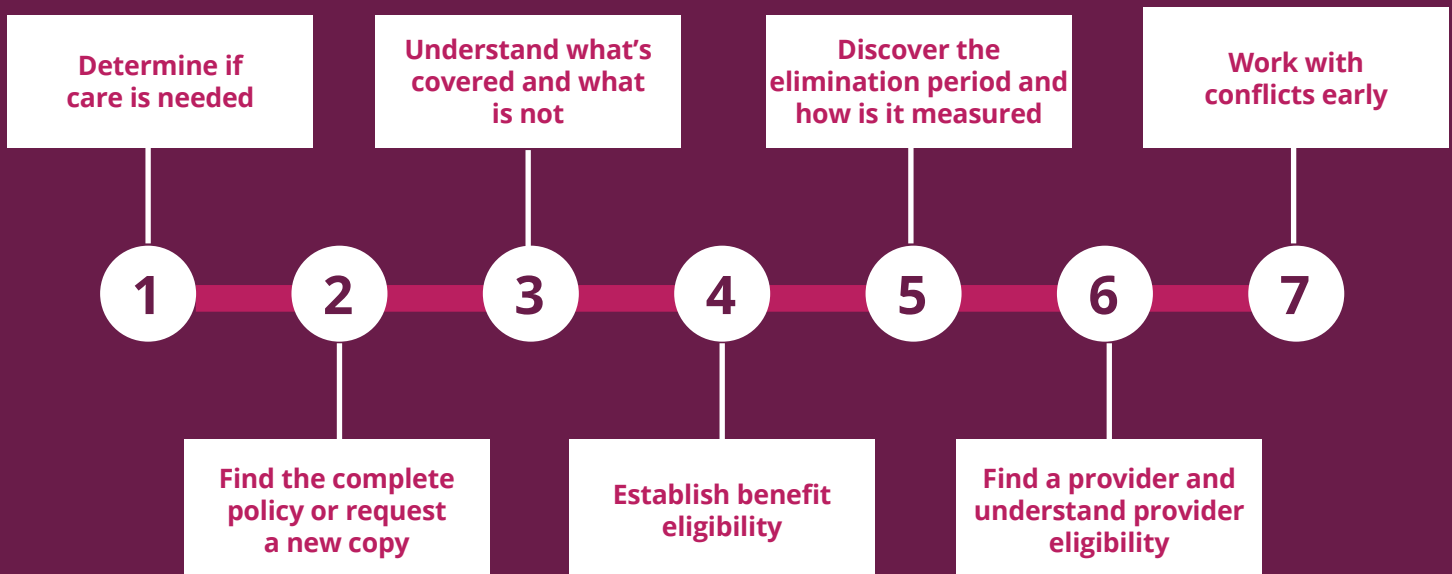 Determine if
care is needed
Understand what's
covered and what
is not
Discover the
elimination period and
how is it measured
Work with
conflicts early
1
2
3
4
5
6
7
Find the complete
policy or request
a new copy
Establish benefit
eligibility
Find a provider and
understand provider
eligibility